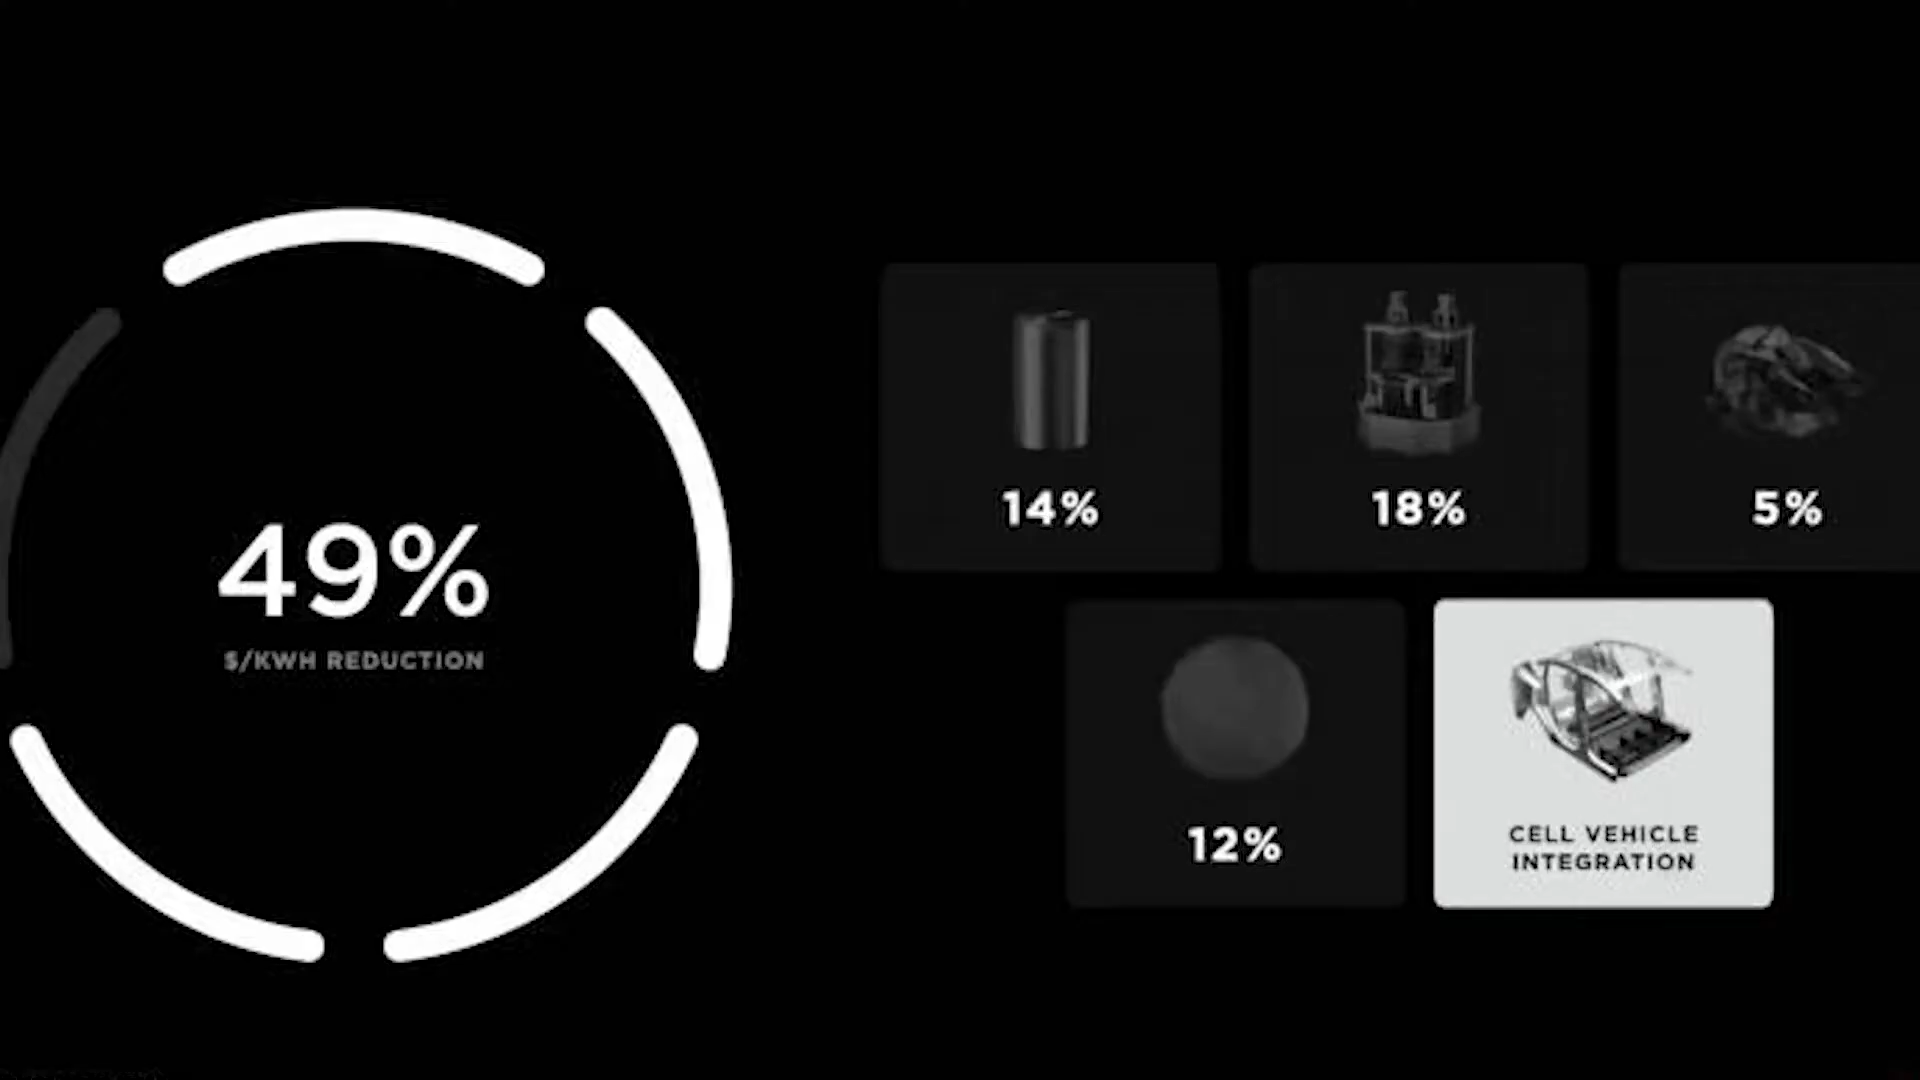 49%
$/KWH REDUCTION
14%
18%
5%
12%
CELL VEHICLE
INTEGRATION